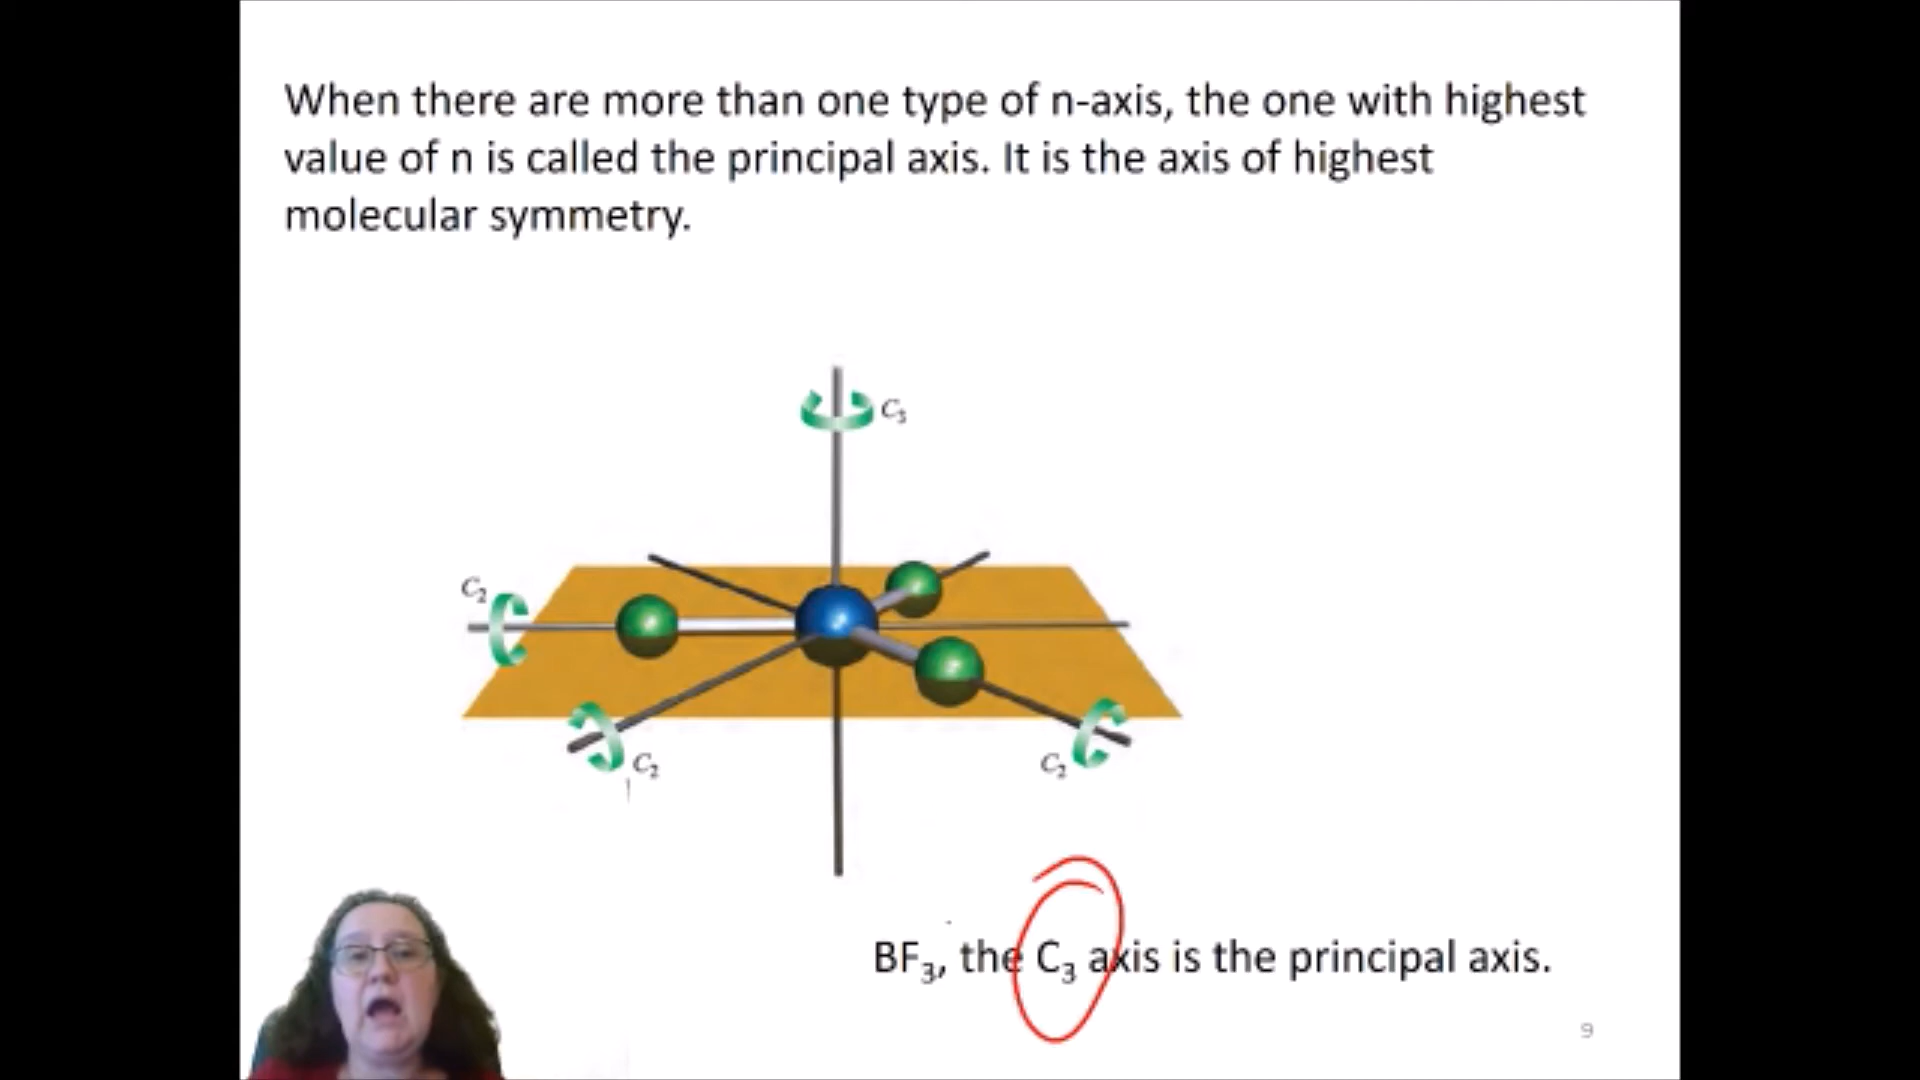 When there are more than one type of n-axis, the one with highest
value of n is called the principal axis. It is the axis of highest
molecular symmetry.
C₃
C₂
C₂
C₂
BF₃, the C₃ axis is the principal axis.
9